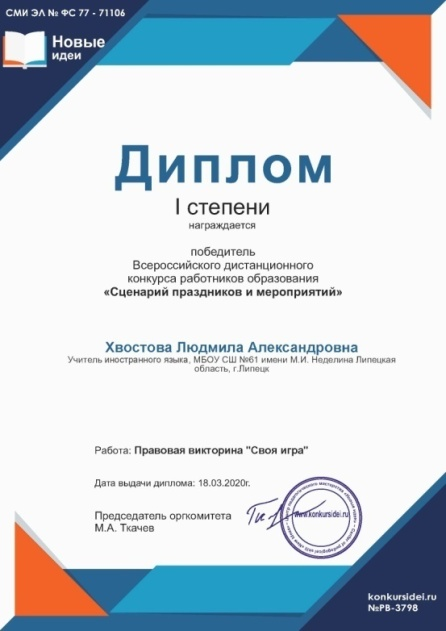 СМИ ЭЛ № ФС 77 - 71106
Новые
идеи
Диплом
I степени
награждается
победитель
Всероссийского дистанционного
конкурса работников образования
«Сценарий праздников и мероприятий»
Хвостова Людмила Александровна
Учитель иностранного языка, МБОУ СШ №61 имени М.И. Неделина Липецкая
область, г.Липецк
Работа: Правовая викторина "Своя игра"
Дата выдачи диплома: 18.03.2020г.
Председатель оргкомитета
М.А. Ткачев
www.konkursidei.ru
konkursidei.ru
№РВ-3798